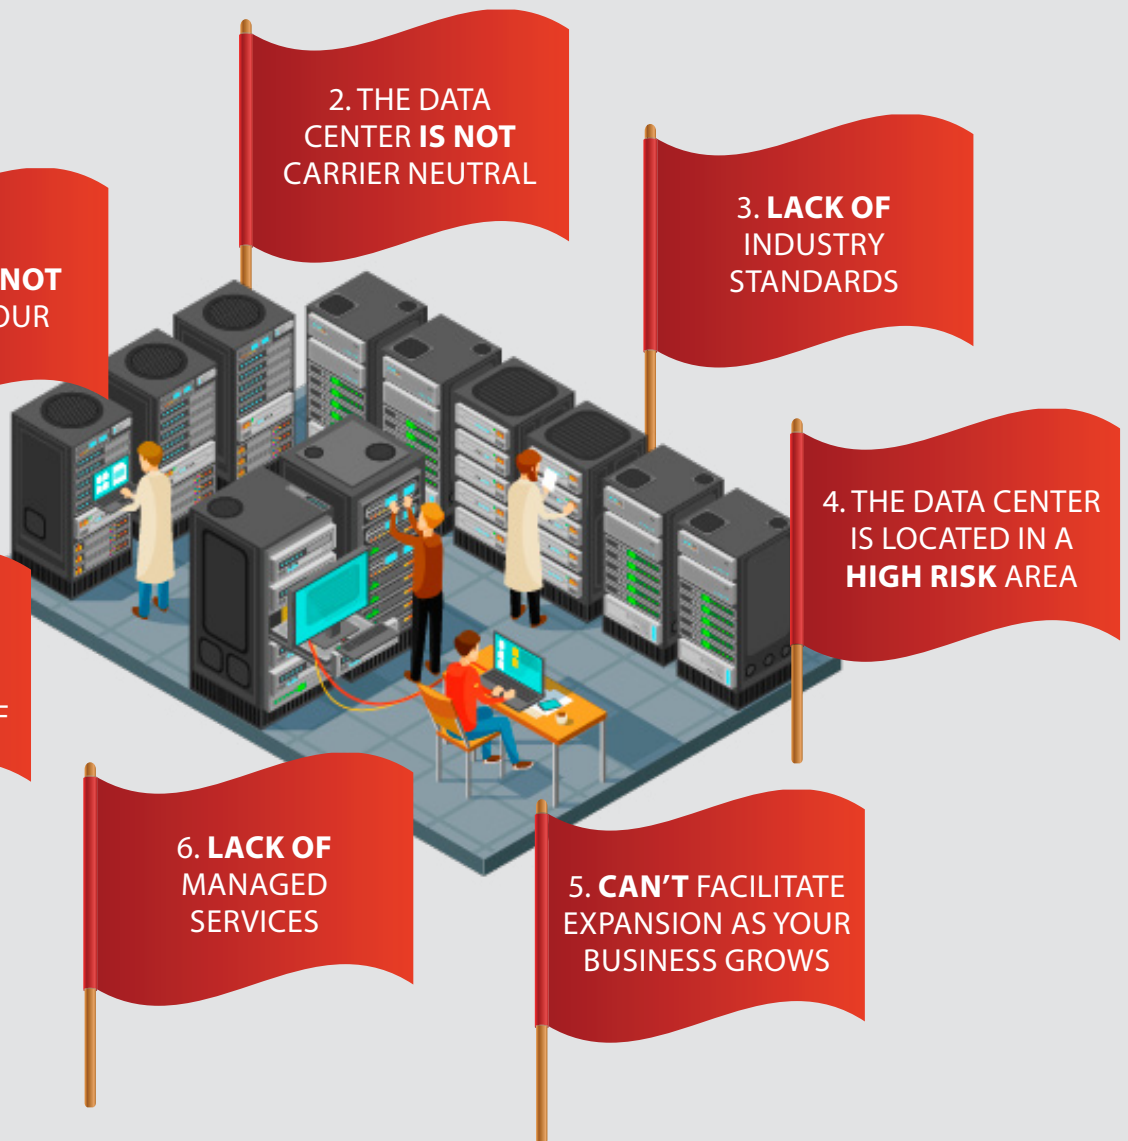 NOT
2. THE DATA
CENTER IS NOT
CARRIER NEUTRAL
3. LACK OF
INDUSTRY
STANDARDS
4. THE DATA CENTER
IS LOCATED IN A
HIGH RISK AREA
5. CAN'T FACILITATE
EXPANSION AS YOUR
BUSINESS GROWS
6. LACK OF
MANAGED
SERVICES